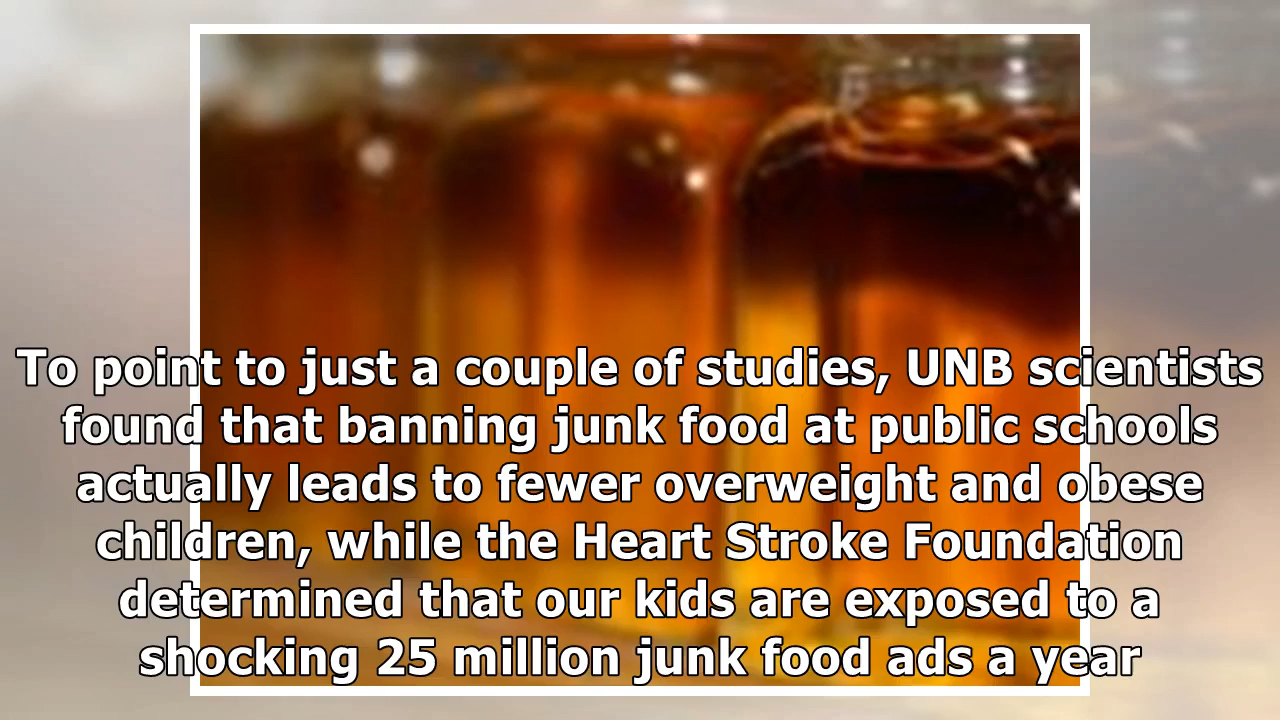 To point to just a couple of studies, UNB scientists
found that banning junk food at public schools
actually leads to fewer overweight and obese
children, while the Heart Stroke Foundation
determined that our kids are exposed to a
shocking 25 million junk food ads a year